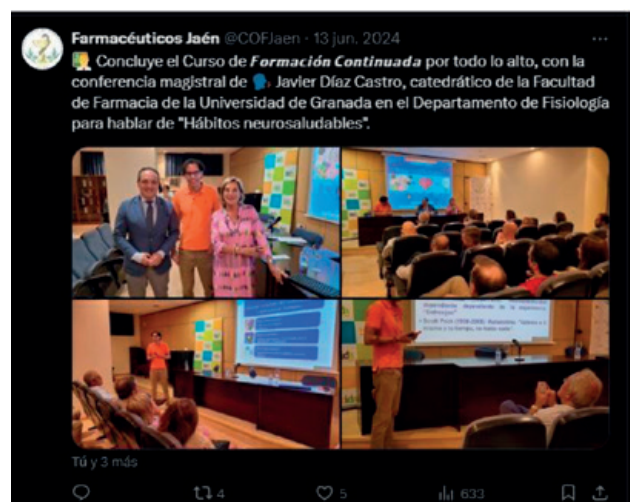 Farmacéuticos Jaén @COFJaen · 13 jun. 2024
Concluye el Curso de Formación Continuada por todo lo alto, con la
conferencia magistral de Javier Díaz Castro, catedrático de la Facultad
de Farmacia de la Universidad de Granada en el Departamento de Fisiología
para hablar de "Hábitos neurosaludables".
Tú y 3 más
4
5
633